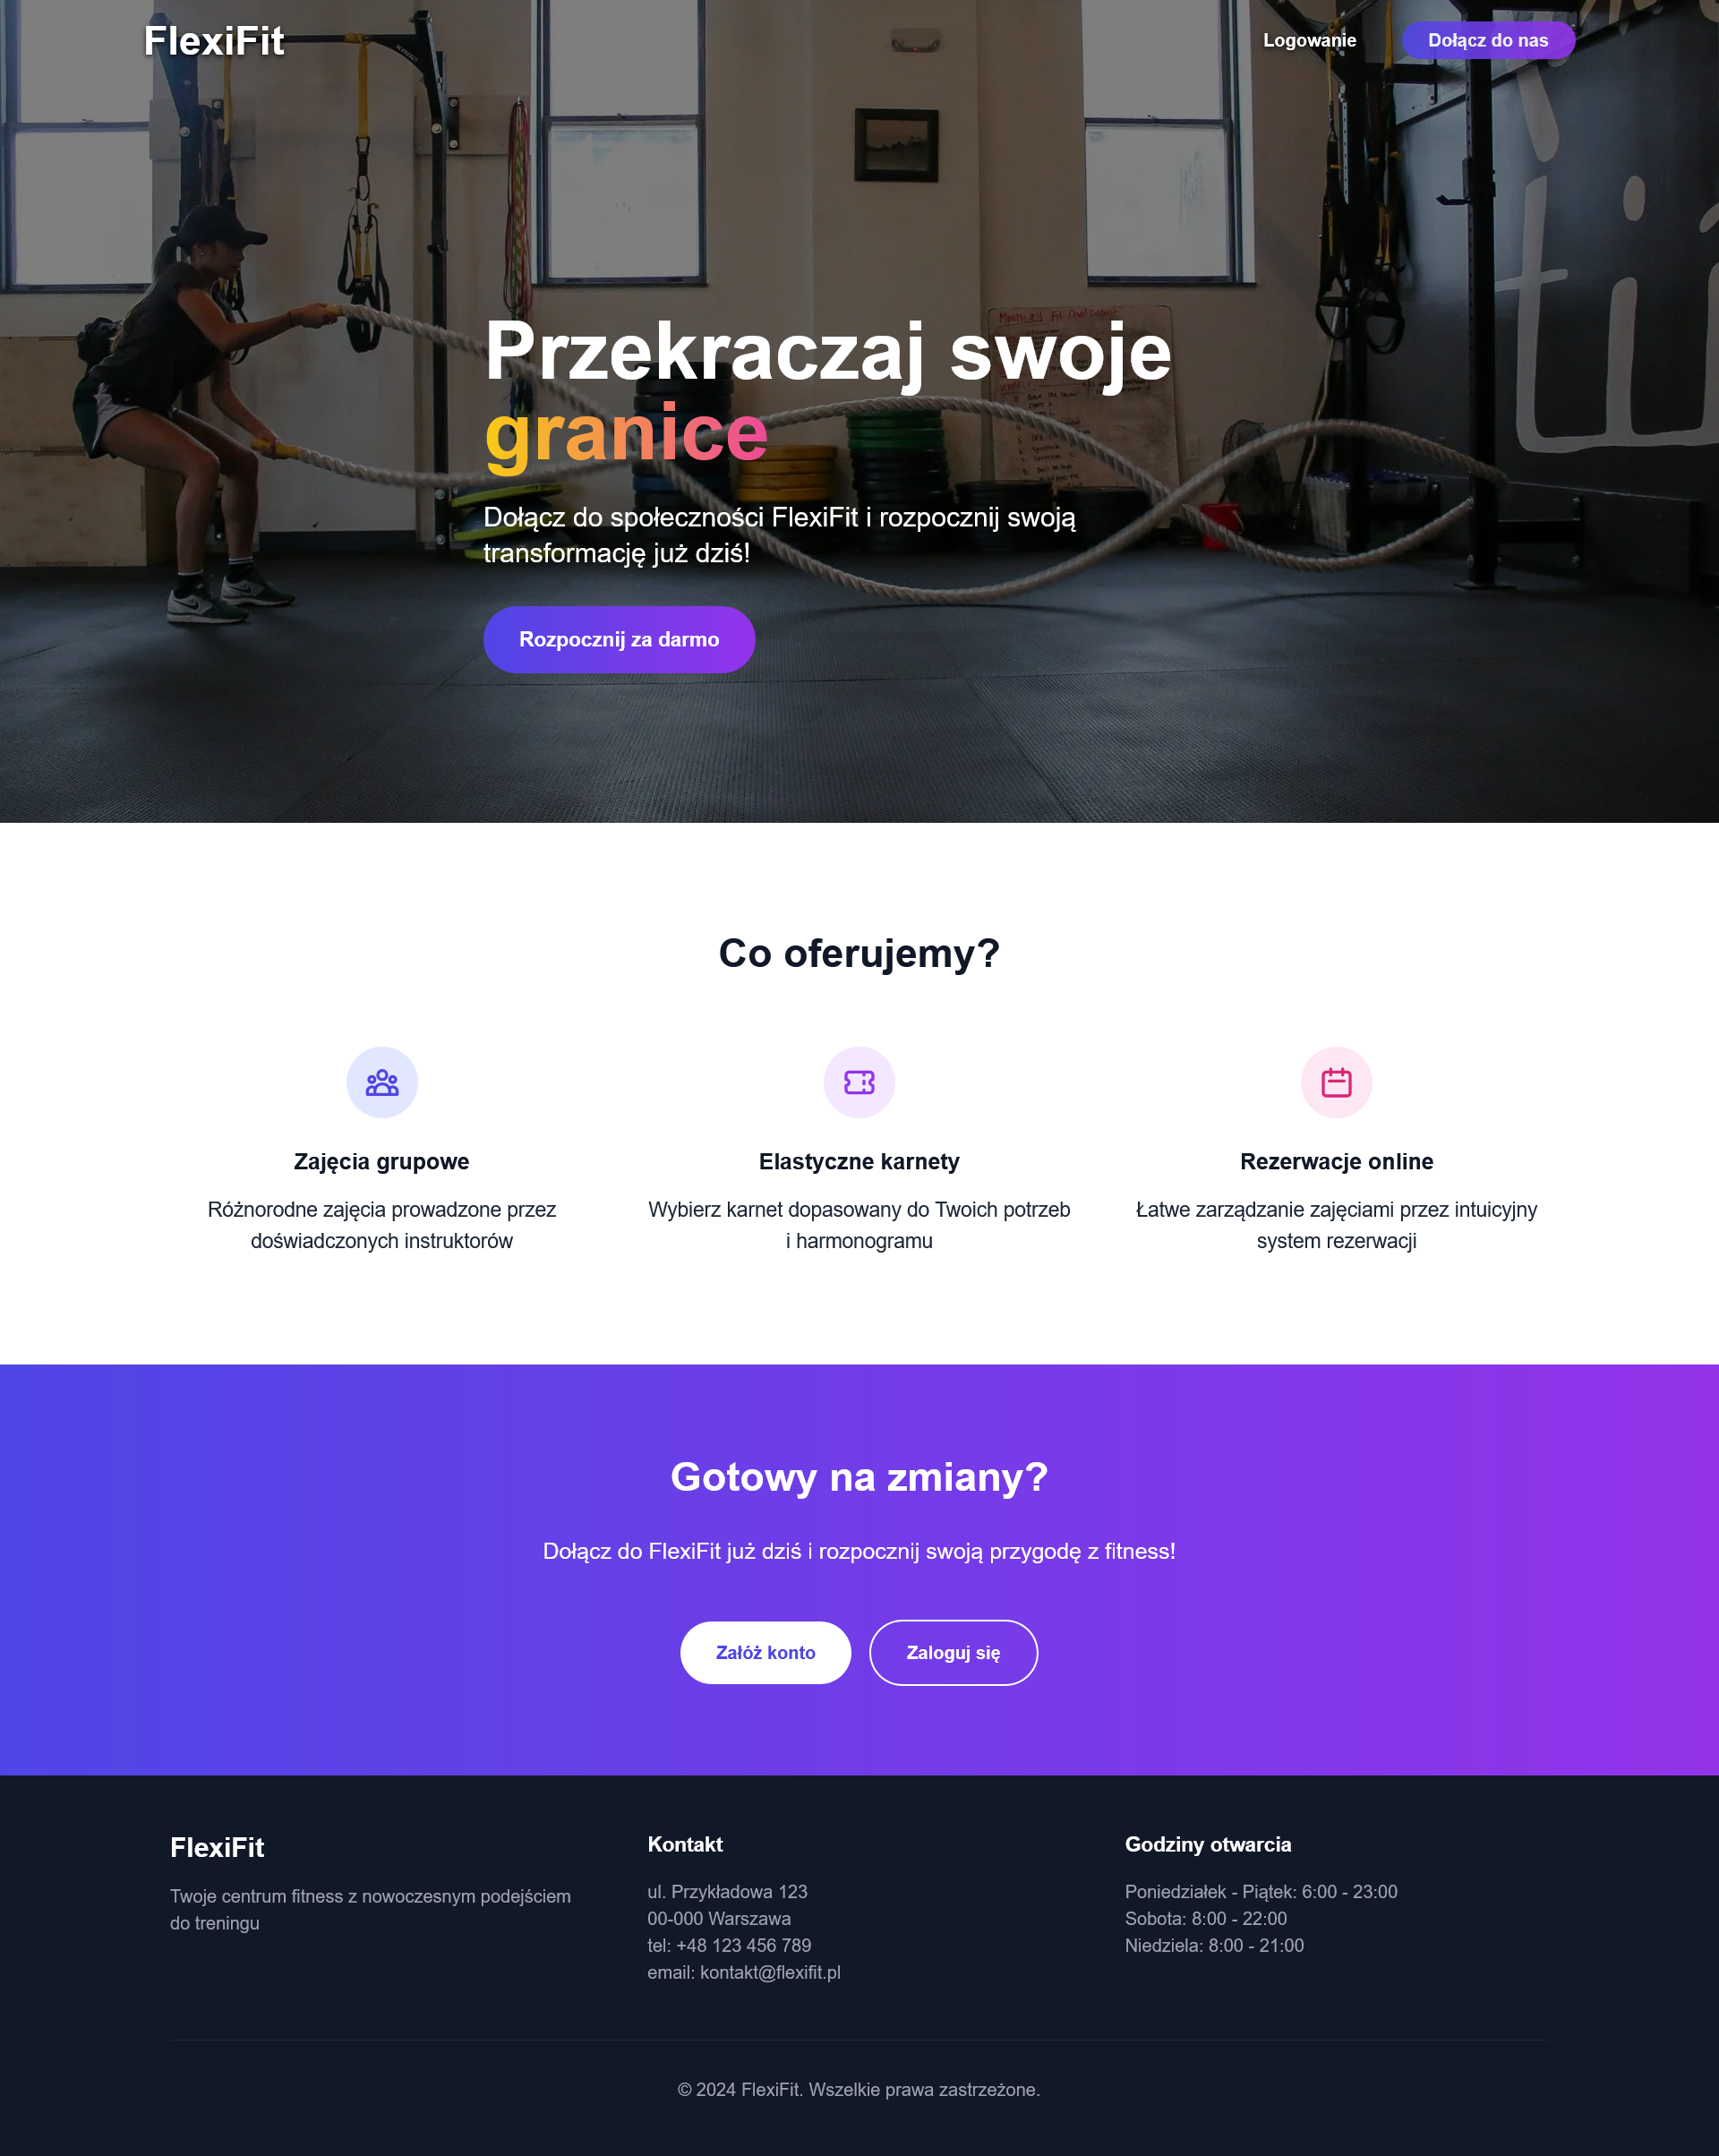 FlexiFit
Logowanie
Dołącz do nas
Przekraczaj swoje
granice
Dołącz do społeczności FlexiFit i rozpocznij swoją
transformację już dziś!
Rozpocznij za darmo
Co oferujemy?
Zajęcia grupowe
Różnorodne zajęcia prowadzone przez
doświadczonych instruktorów
Elastyczne karnety
Wybierz karnet dopasowany do Twoich potrzeb
i harmonogramu
Rezerwacje online
Łatwe zarządzanie zajęciami przez intuicyjny
system rezerwacji
Gotowy na zmiany?
Dołącz do FlexiFit już dziś i rozpocznij swoją przygodę z fitness!
Załóż konto
Zaloguj się
FlexiFit
Twoje centrum fitness z nowoczesnym podejściem
do treningu
Kontakt
ul. Przykładowa 123
00-000 Warszawa
tel: +48 123 456 789
email: kontakt@flexifit.pl
Godziny otwarcia
Poniedziałek - Piątek: 6:00 - 23:00
Sobota: 8:00 - 22:00
Niedziela: 8:00 - 21:00
© 2024 FlexiFit. Wszelkie prawa zastrzeżone.